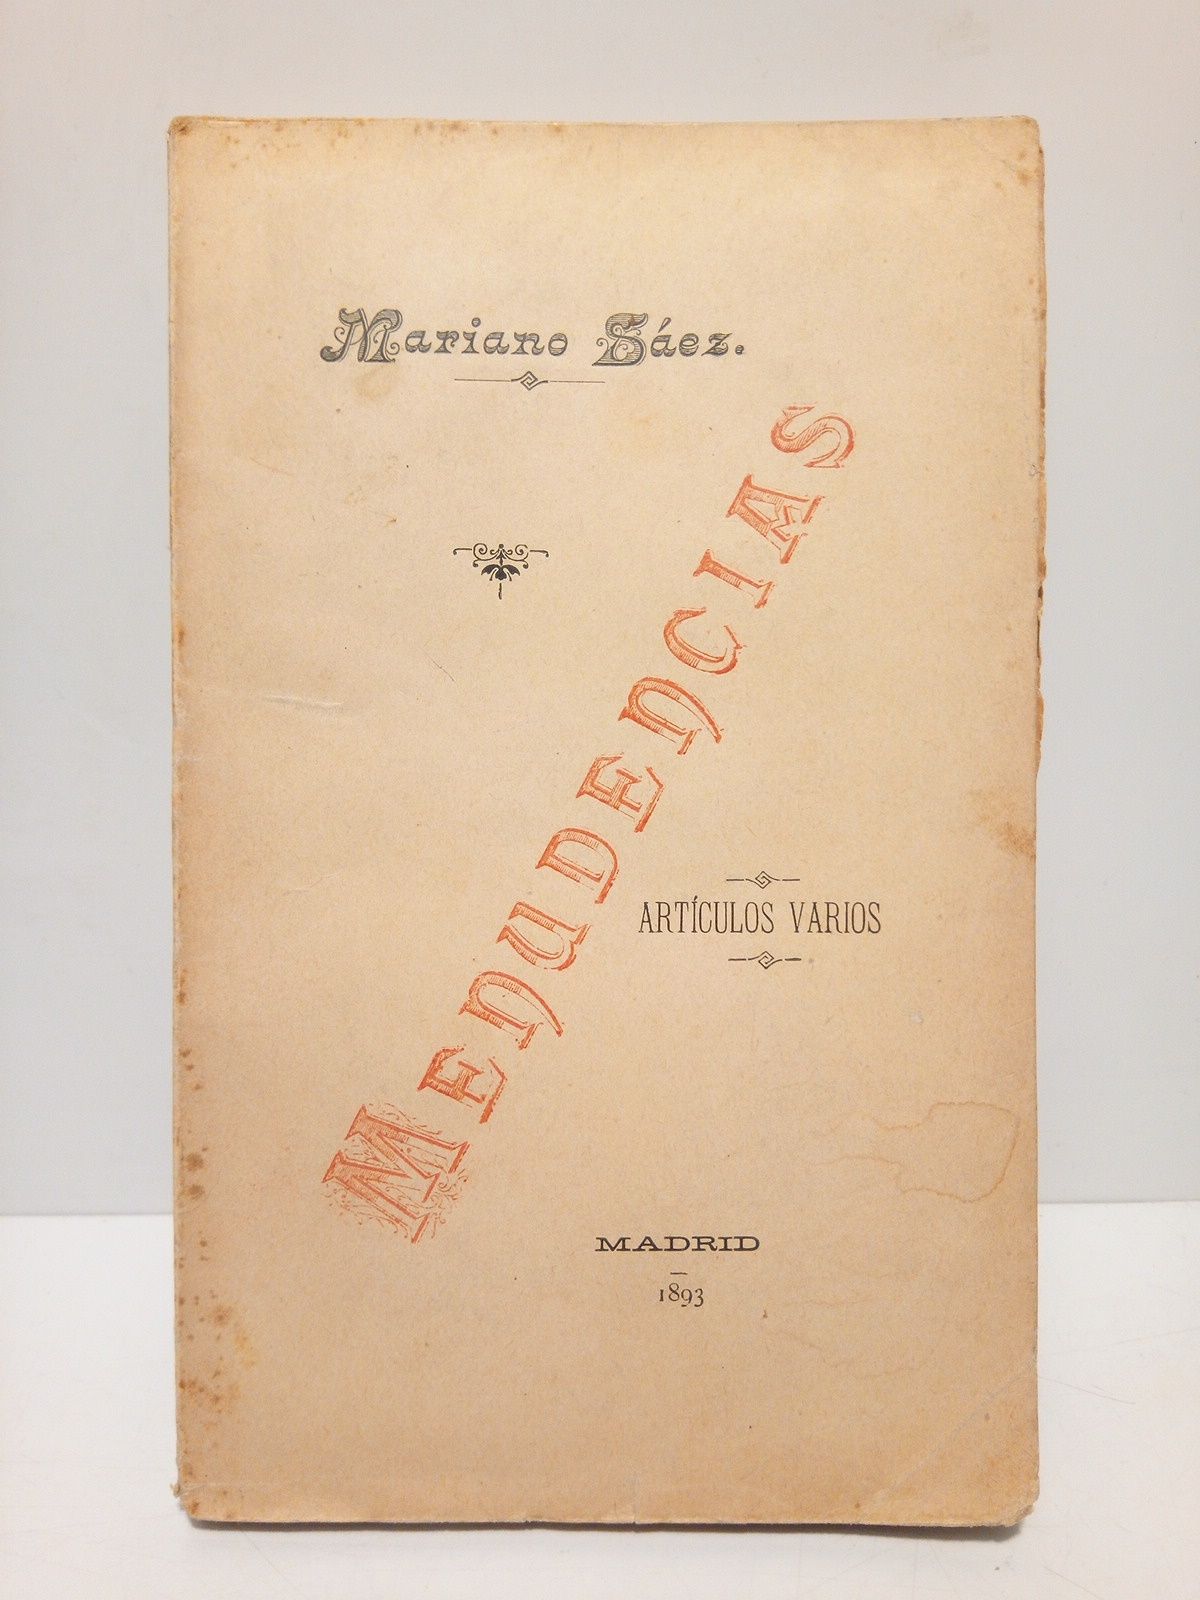 Mariano Sáez.
MENUDENCIAS
ARTÍCULOS VARIOS
MADRID
1893